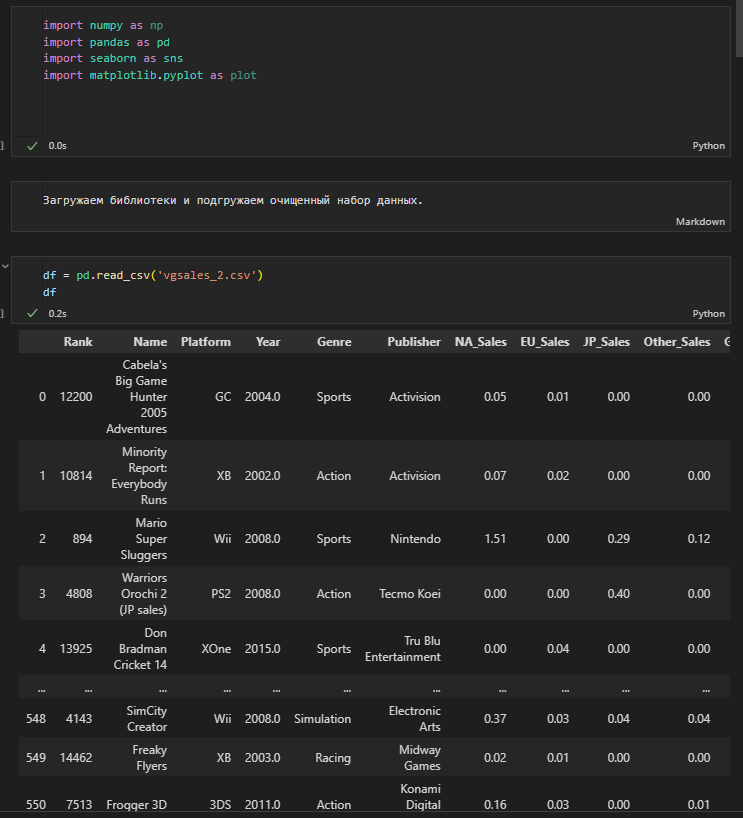 import numpy as np
import pandas as pd
import seaborn as sns
import matplotlib.pyplot as plot
] 0.0s Python
Загружаем библиотеки и подгружаем очищенный набор данных.
Markdown
df = pd.read_csv('vgsales_2.csv')
df
] 0.2s Python
Rank Name Platform Year Genre Publisher NA_Sales EU_Sales JP_Sales Other_Sales
0 12200 Cabela's Big Game Hunter 2005 Adventures GC 2004.0 Sports Activision 0.05 0.01 0.00 0.00
1 10814 Minority Report: Everybody Runs XB 2002.0 Action Activision 0.07 0.02 0.00 0.00
2 894 Mario Super Sluggers Wii 2008.0 Sports Nintendo 1.51 0.00 0.29 0.12
3 4808 Warriors Orochi 2 (JP sales) PS2 2008.0 Action Tecmo Koei 0.00 0.00 0.40 0.00
4 13925 Don Bradman Cricket 14 XOne 2015.0 Sports Tru Blu Entertainment 0.00 0.04 0.00 0.00
... ... ... ... ... ... ... ... ... ... ...
548 4143 SimCity Creator Wii 2008.0 Simulation Electronic Arts 0.37 0.03 0.04 0.04
549 14462 Freaky Flyers XB 2003.0 Racing Midway Games 0.02 0.01 0.00 0.00
550 7513 Frogger 3D 3DS 2011.0 Action Konami Digital 0.16 0.03 0.00 0.01